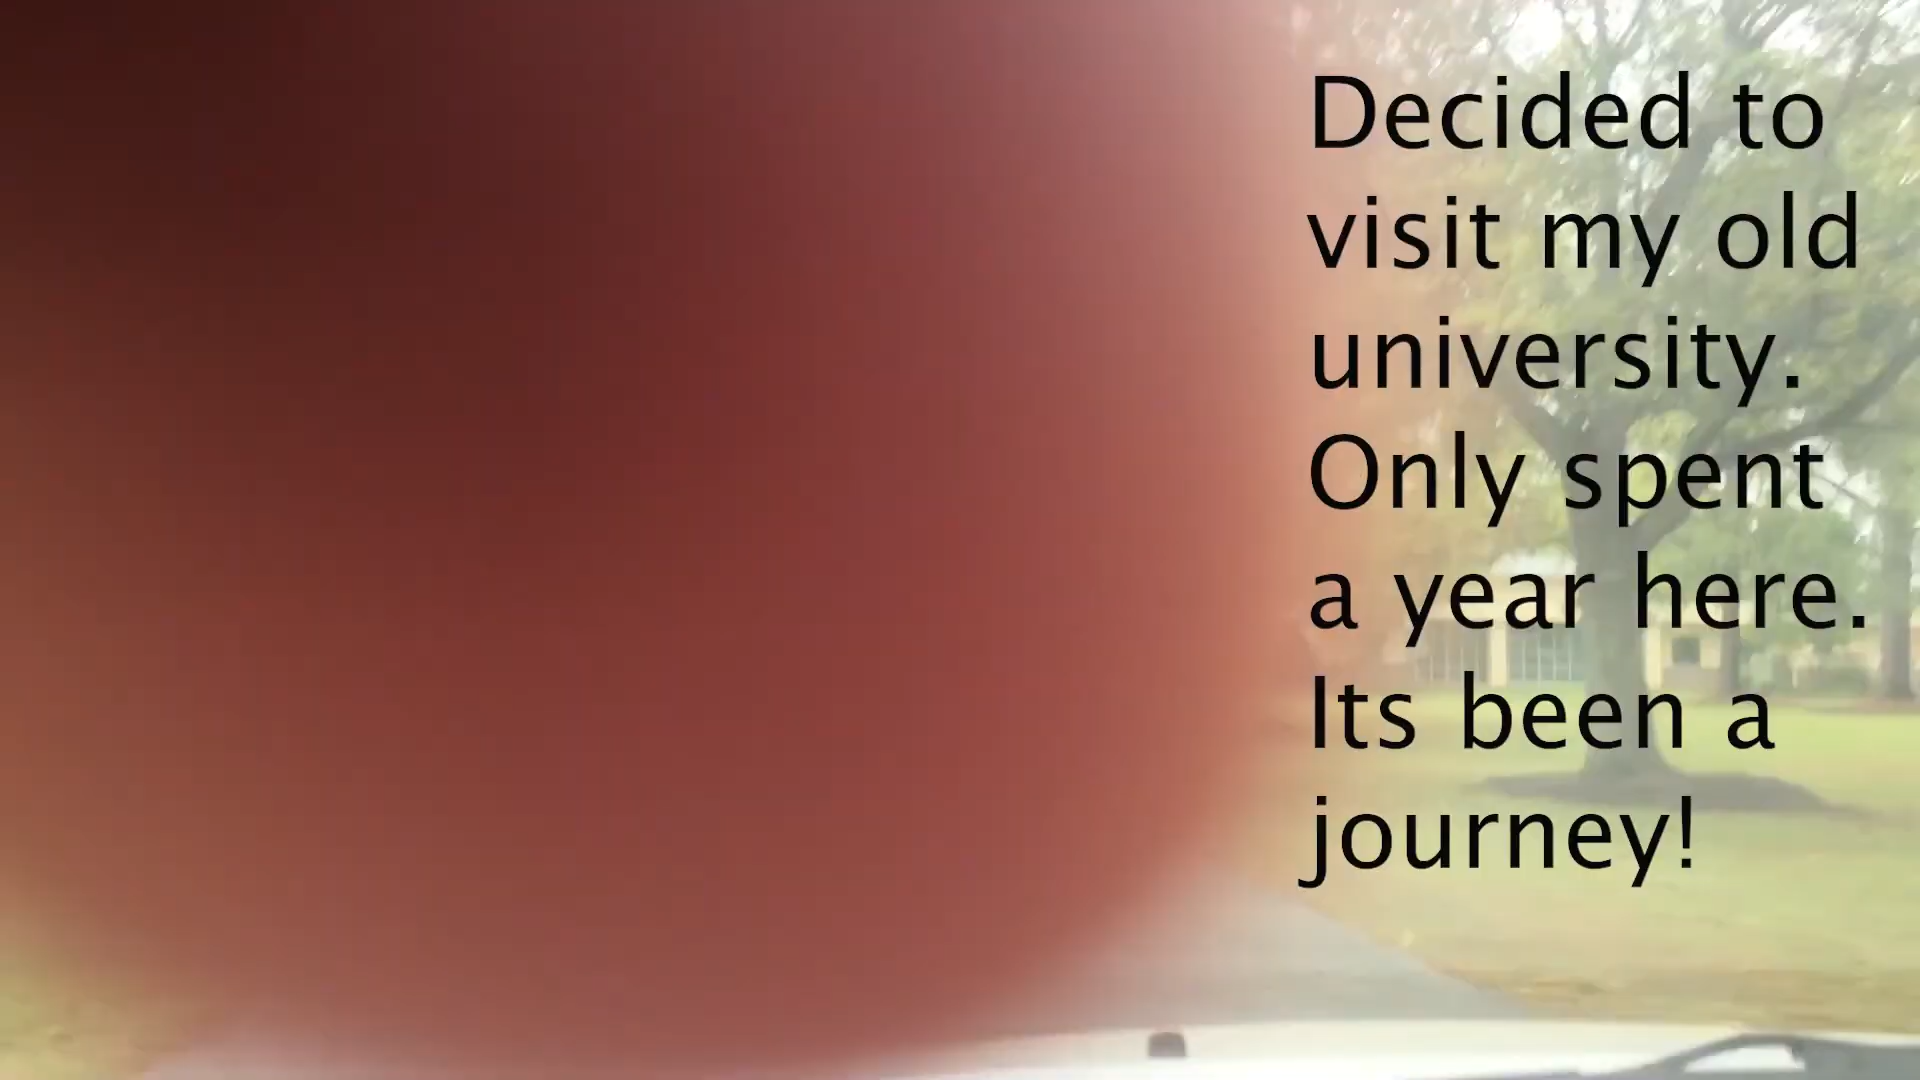 Decided to
visit my old
university.
Only spent
a year here.
Its been a
journey!